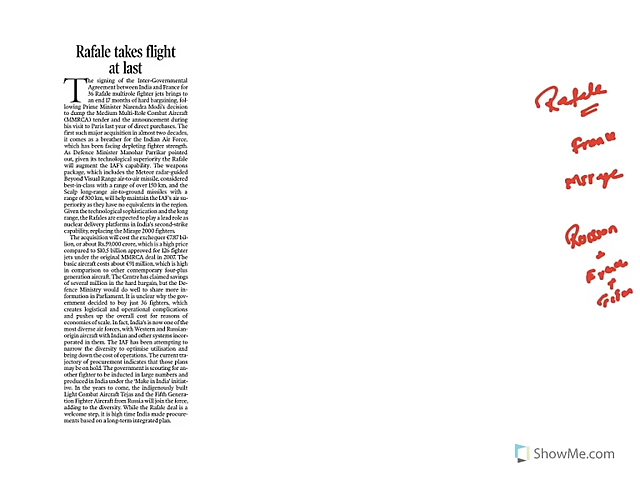 Rafale takes flight
at last
The signing of the Inter-Governmental
Agreement between India and France for
36 Rafale multirole fighter jets brings to
an end 17 months of hard bargaining, fol-
lowing Prime Minister Narendra Modi's decision
to dump the Medium Multi-Role Combat Aircraft
(MMRCA) tender and the announcement during
his visit to Paris last year of direct purchases. The
first such major acquisition in almost two decades,
it comes as a breather for the Indian Air Force,
which has been facing depleting fighter strength.
As Defence Minister Manohar Parrikar pointed
out, given its technological superiority the Rafale
will augment the IAF's capability. The weapons
package, which includes the Meteor radar-guided
Beyond Visual Range air-to-air missile, considered
best-in-class with a range of over 150 km, and the
Scalp long-range air-to-ground missiles with a
range of 300 km, will help maintain the IAF's air su-
periority as they have no equivalents in the region.
Given the technological sophistication and the long
range, the Rafales are expected to play a lead role as
nuclear delivery platforms in India's second-strike
capability, replacing the Mirage 2000 fighters.
The acquisition will cost the exchequer €7.87 bil-
lion, or about Rs.59,000 crore, which is a high price
compared to $10.5 billion approved for 126 fighter
jets under the original MMRCA deal in 2007. The
basic aircraft costs about €91 million, which is high
in comparison to other contemporary four-plus
generation aircraft. The Centre has claimed savings
of several million in the hard bargain, but the De-
fence Ministry would do well to share more in-
formation in Parliament. It is unclear why the gov-
ernment decided to buy just 36 fighters, which
creates logistical and operational complications
and pushes up the overall cost for reasons of
economies of scale. In fact, India's is now one of the
most diverse air forces, with Western and Russian-
origin aircraft with Indian and other systems incor-
porated in them. The IAF has been attempting to
narrow the diversity to optimise utilisation and
bring down the cost of operations. The current tra-
jectory of procurement indicates that those plans
may be on hold. The government is scouting for an-
other fighter to be inducted in large numbers and
produced in India under the 'Make in India' initiat-
ive. In the years to come, the indigenously built
Light Combat Aircraft Tejas and the Fifth Genera-
tion Fighter Aircraft from Russia will join the force,
adding to the diversity. While the Rafale deal is a
welcome step, it is high time India made procure-
ments based on a long-term integrated plan.
Rafale
France
Mirage
Russian
+
+
ShowMe.com